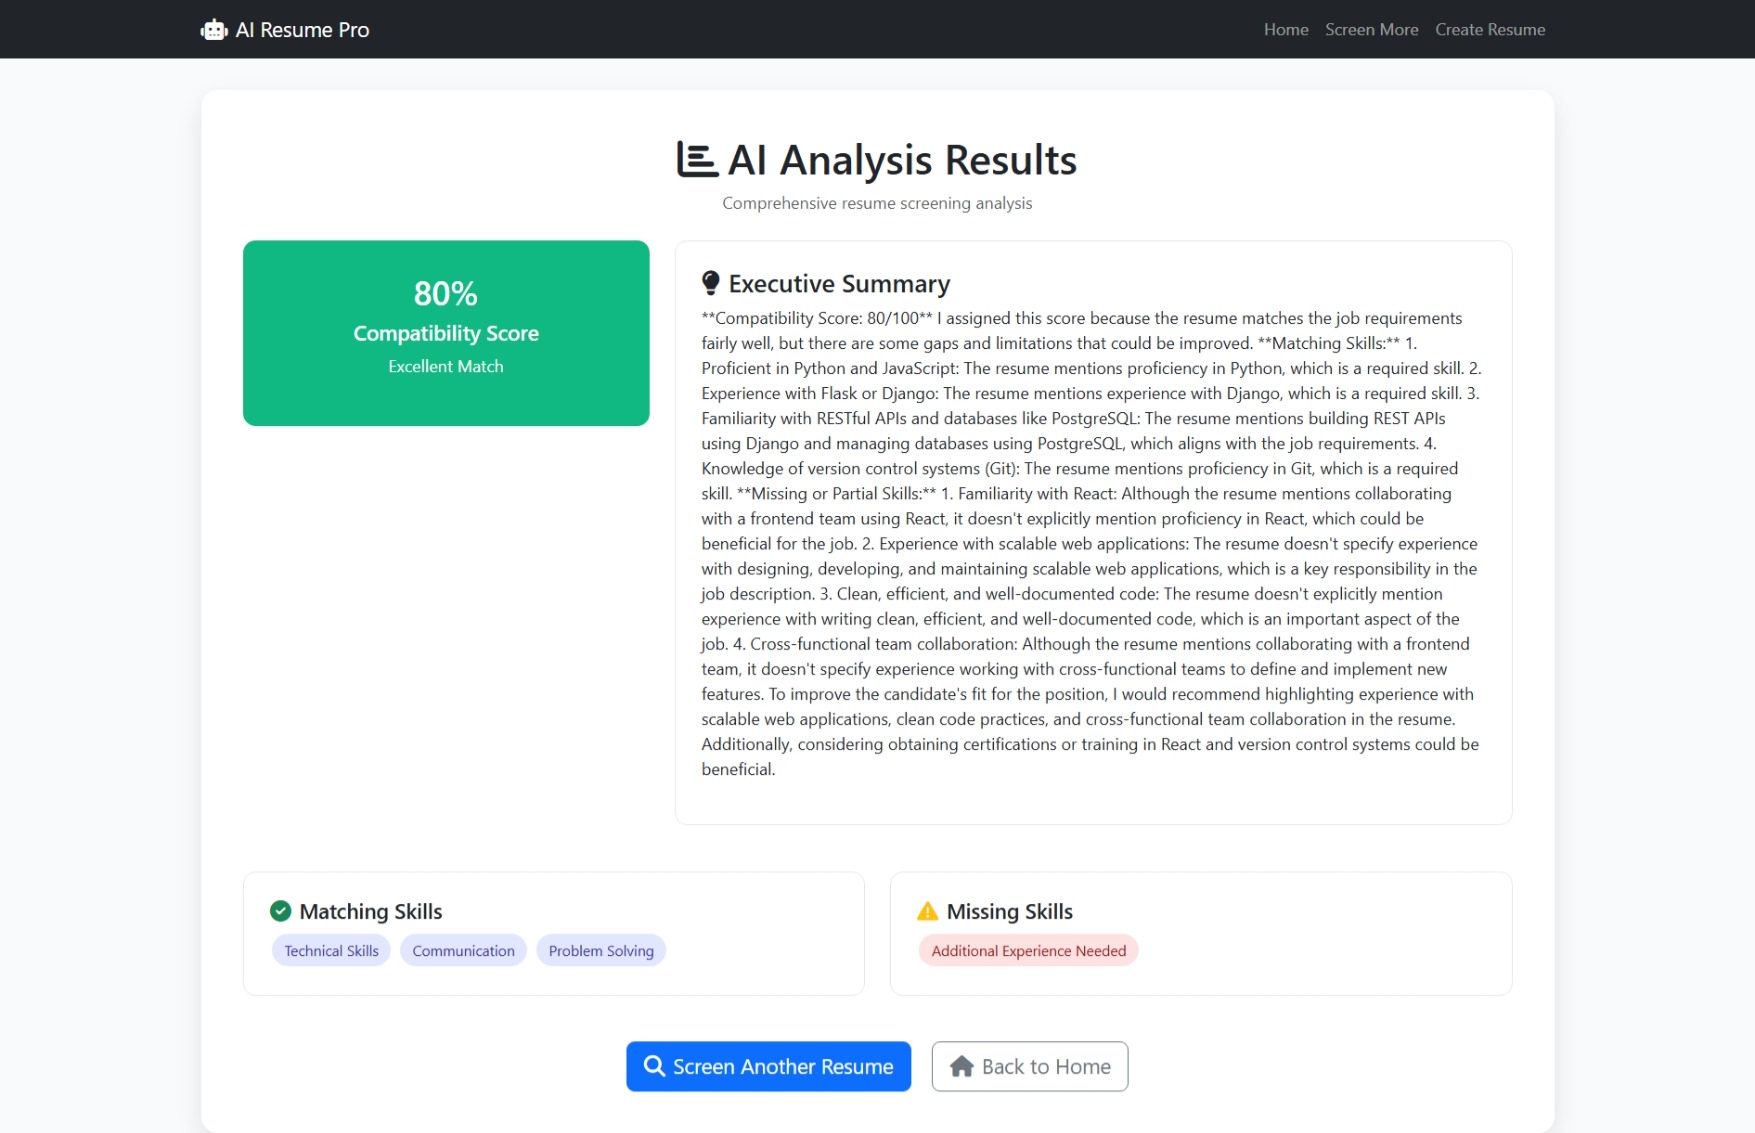 AI Resume Pro
Home
Screen More
Create Resume
AI Analysis Results
Comprehensive resume screening analysis
80%
Compatibility Score
Excellent Match
Executive Summary
**Compatibility Score: 80/100** I assigned this score because the resume matches the job requirements
fairly well, but there are some gaps and limitations that could be improved. **Matching Skills:** 1.
Proficient in Python and JavaScript: The resume mentions proficiency in Python, which is a required skill. 2.
Experience with Flask or Django: The resume mentions experience with Django, which is a required skill. 3.
Familiarity with RESTful APIs and databases like PostgreSQL: The resume mentions building REST APIs
using Django and managing databases using PostgreSQL, which aligns with the job requirements. 4.
Knowledge of version control systems (Git): The resume mentions proficiency in Git, which is a required
skill. **Missing or Partial Skills:** 1. Familiarity with React: Although the resume mentions collaborating
with a frontend team using React, it doesn't explicitly mention proficiency in React, which could be
beneficial for the job. 2. Experience with scalable web applications: The resume doesn't specify experience
with designing, developing, and maintaining scalable web applications, which is a key responsibility in the
job description. 3. Clean, efficient, and well-documented code: The resume doesn't explicitly mention
experience with writing clean, efficient, and well-documented code, which is an important aspect of the
job. 4. Cross-functional team collaboration: Although the resume mentions collaborating with a frontend
team, it doesn't specify experience working with cross-functional teams to define and implement new
features. To improve the candidate's fit for the position, I would recommend highlighting experience with
scalable web applications, clean code practices, and cross-functional team collaboration in the resume.
Additionally, considering obtaining certifications or training in React and version control systems could be
beneficial.
Matching Skills
Technical Skills
Communication
Problem Solving
Missing Skills
Additional Experience Needed
Screen Another Resume
Back to Home